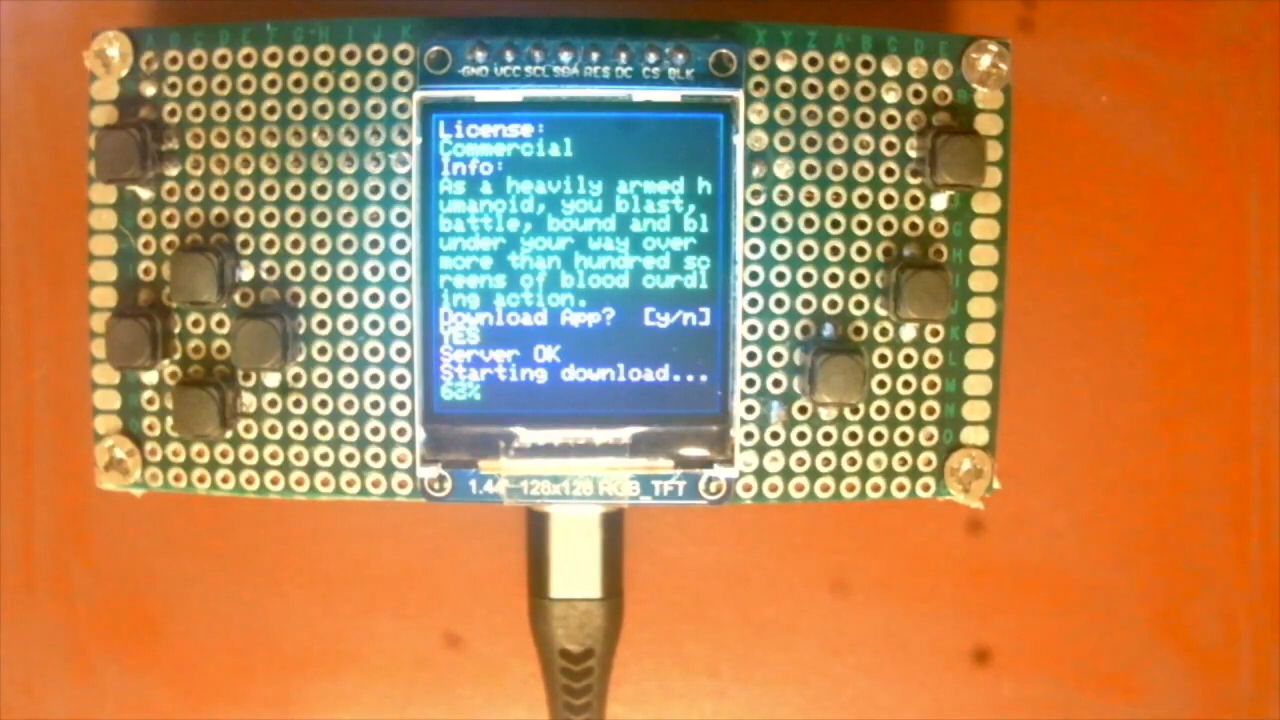 GND VCC SCL SDA RES DC CS BLK
License:
Commercial
Info:
As a heavily armed h
umanoid, you blast,
battle, bound and bl
under your way over
more than hundred sc
reens of blood curdl
ing action.
Download App? [y/n]
YES
Server OK
Starting download...
1.44" 128x128 RGB_TFT